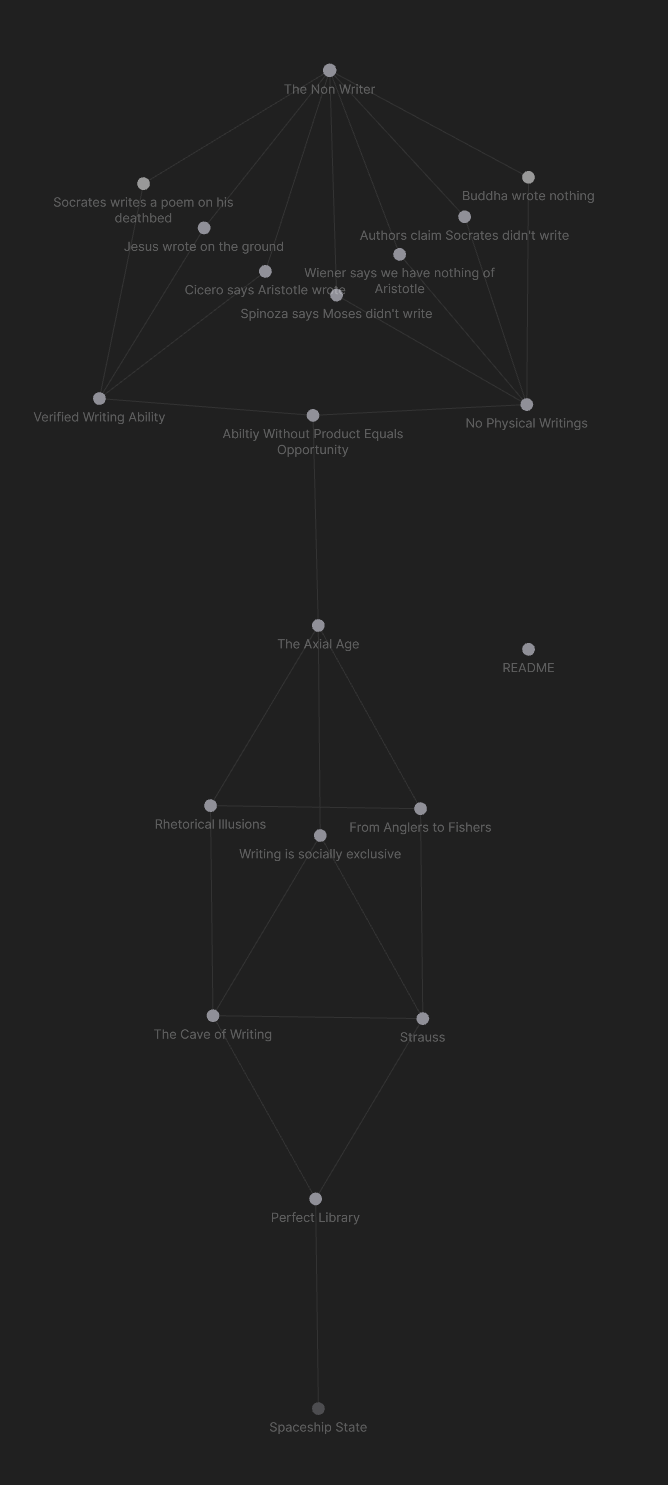 The Non Writer
Buddha wrote nothing
Socrates writes a poem on his
deathbed
Authors claim Socrates didn't write
Jesus wrote on the ground
Wiener says we have nothing of
Aristotle
Cicero says Aristotle wrote
Spinoza says Moses didn't write
Verified Writing Ability
No Physical Writings
Abiltiy Without Product Equals
Opportunity
The Axial Age
README
Rhetorical Illusions
From Anglers to Fishers
Writing is socially exclusive
The Cave of Writing
Strauss
Perfect Library
Spaceship State